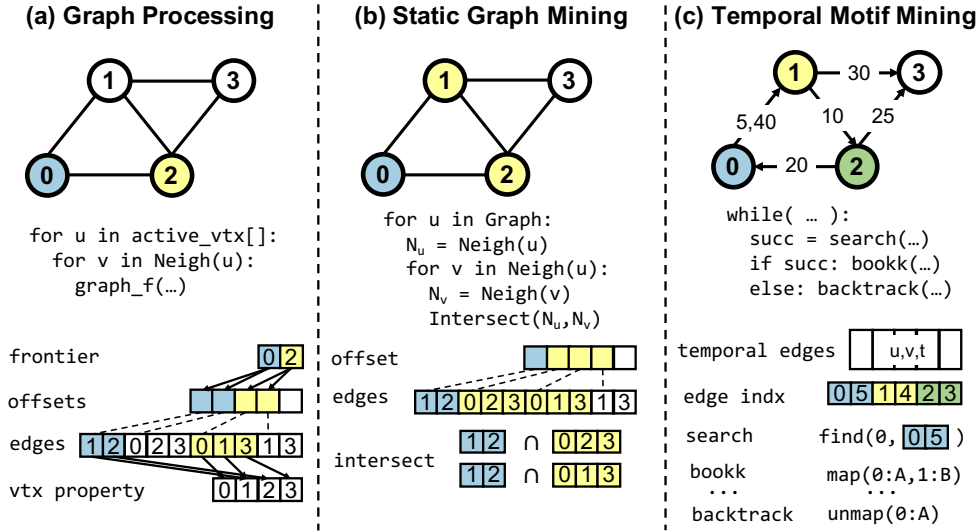 (a) Graph Processing
1
3
0
2
for u in active_vtx[]:
for v in Neigh(u):
graph_f(…)
frontier
0 2
offsets
edges
1 2 0 2 3 0 1 3 1 3
vtx property
0 1 2 3
(b) Static Graph Mining
1
3
0
2
for u in Graph:
N_u = Neigh(u)
for v in Neigh(u):
N_v = Neigh(v)
Intersect(N_u,N_v)
offset
edges
1 2 0 2 3 0 1 3 1 3
intersect
1 2 ∩ 0 2 3
1 2 ∩ 0 1 3
(c) Temporal Motif Mining
1
30
3
5,40
10
25
0
20
2
while( … ):
succ = search(…)
if succ: bookk(…)
else: backtrack(…)
temporal edges
u,v,t
edge indx
0 5 1 4 2 3
search find(0, 0 5 )
bookk map(0:A,1:B)
… …
backtrack unmap(0:A)